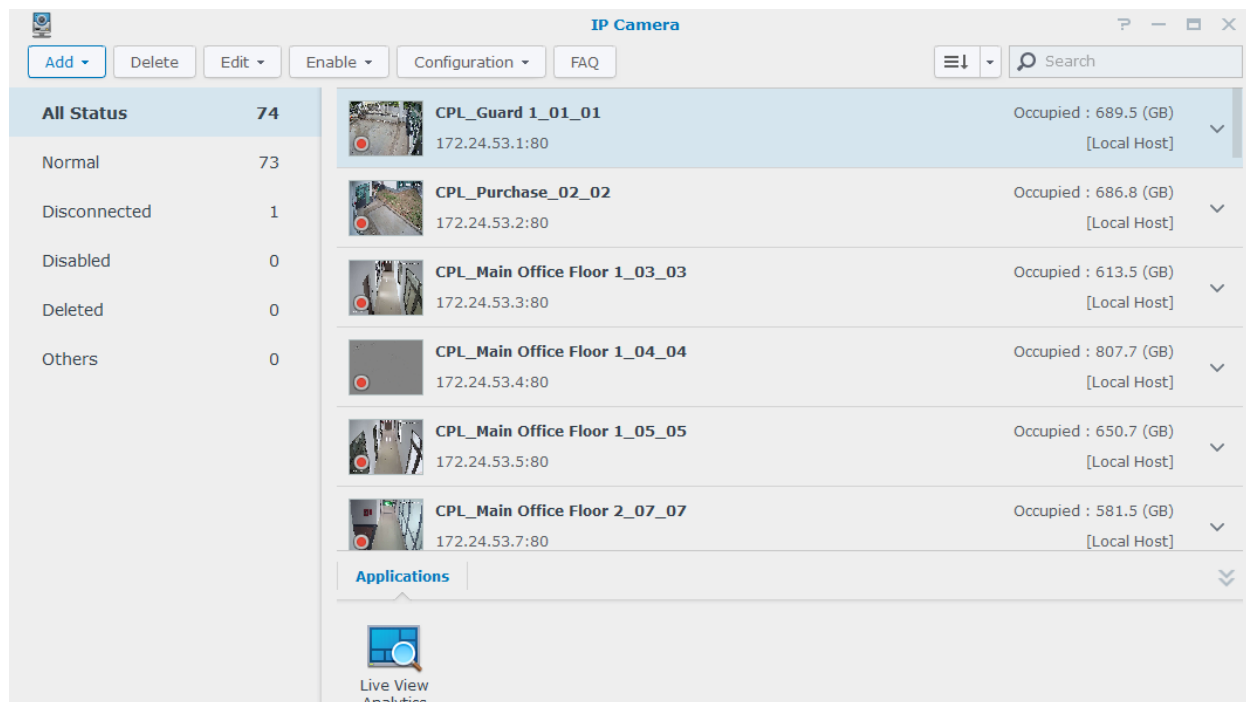 IP Camera
Add Delete Edit Enable Configuration FAQ Search
All Status 74
Normal 73
Disconnected 1
Disabled 0
Deleted 0
Others 0
CPL_Guard 1_01_01 Occupied : 689.5 (GB)
172.24.53.1:80 [Local Host]
CPL_Purchase_02_02 Occupied : 686.8 (GB)
172.24.53.2:80 [Local Host]
CPL_Main Office Floor 1_03_03 Occupied : 613.5 (GB)
172.24.53.3:80 [Local Host]
CPL_Main Office Floor 1_04_04 Occupied : 807.7 (GB)
172.24.53.4:80 [Local Host]
CPL_Main Office Floor 1_05_05 Occupied : 650.7 (GB)
172.24.53.5:80 [Local Host]
CPL_Main Office Floor 2_07_07 Occupied : 581.5 (GB)
172.24.53.7:80 [Local Host]
Applications
Live View
Analytics